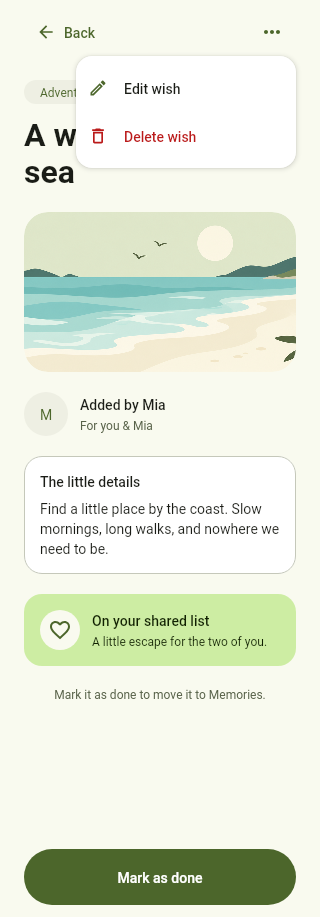 Back
Edit wish
Delete wish
Advent
A w
sea
M
Added by Mia
For you & Mia
The little details
Find a little place by the coast. Slow
mornings, long walks, and nowhere we
need to be.
On your shared list
A little escape for the two of you.
Mark it as done to move it to Memories.
Mark as done